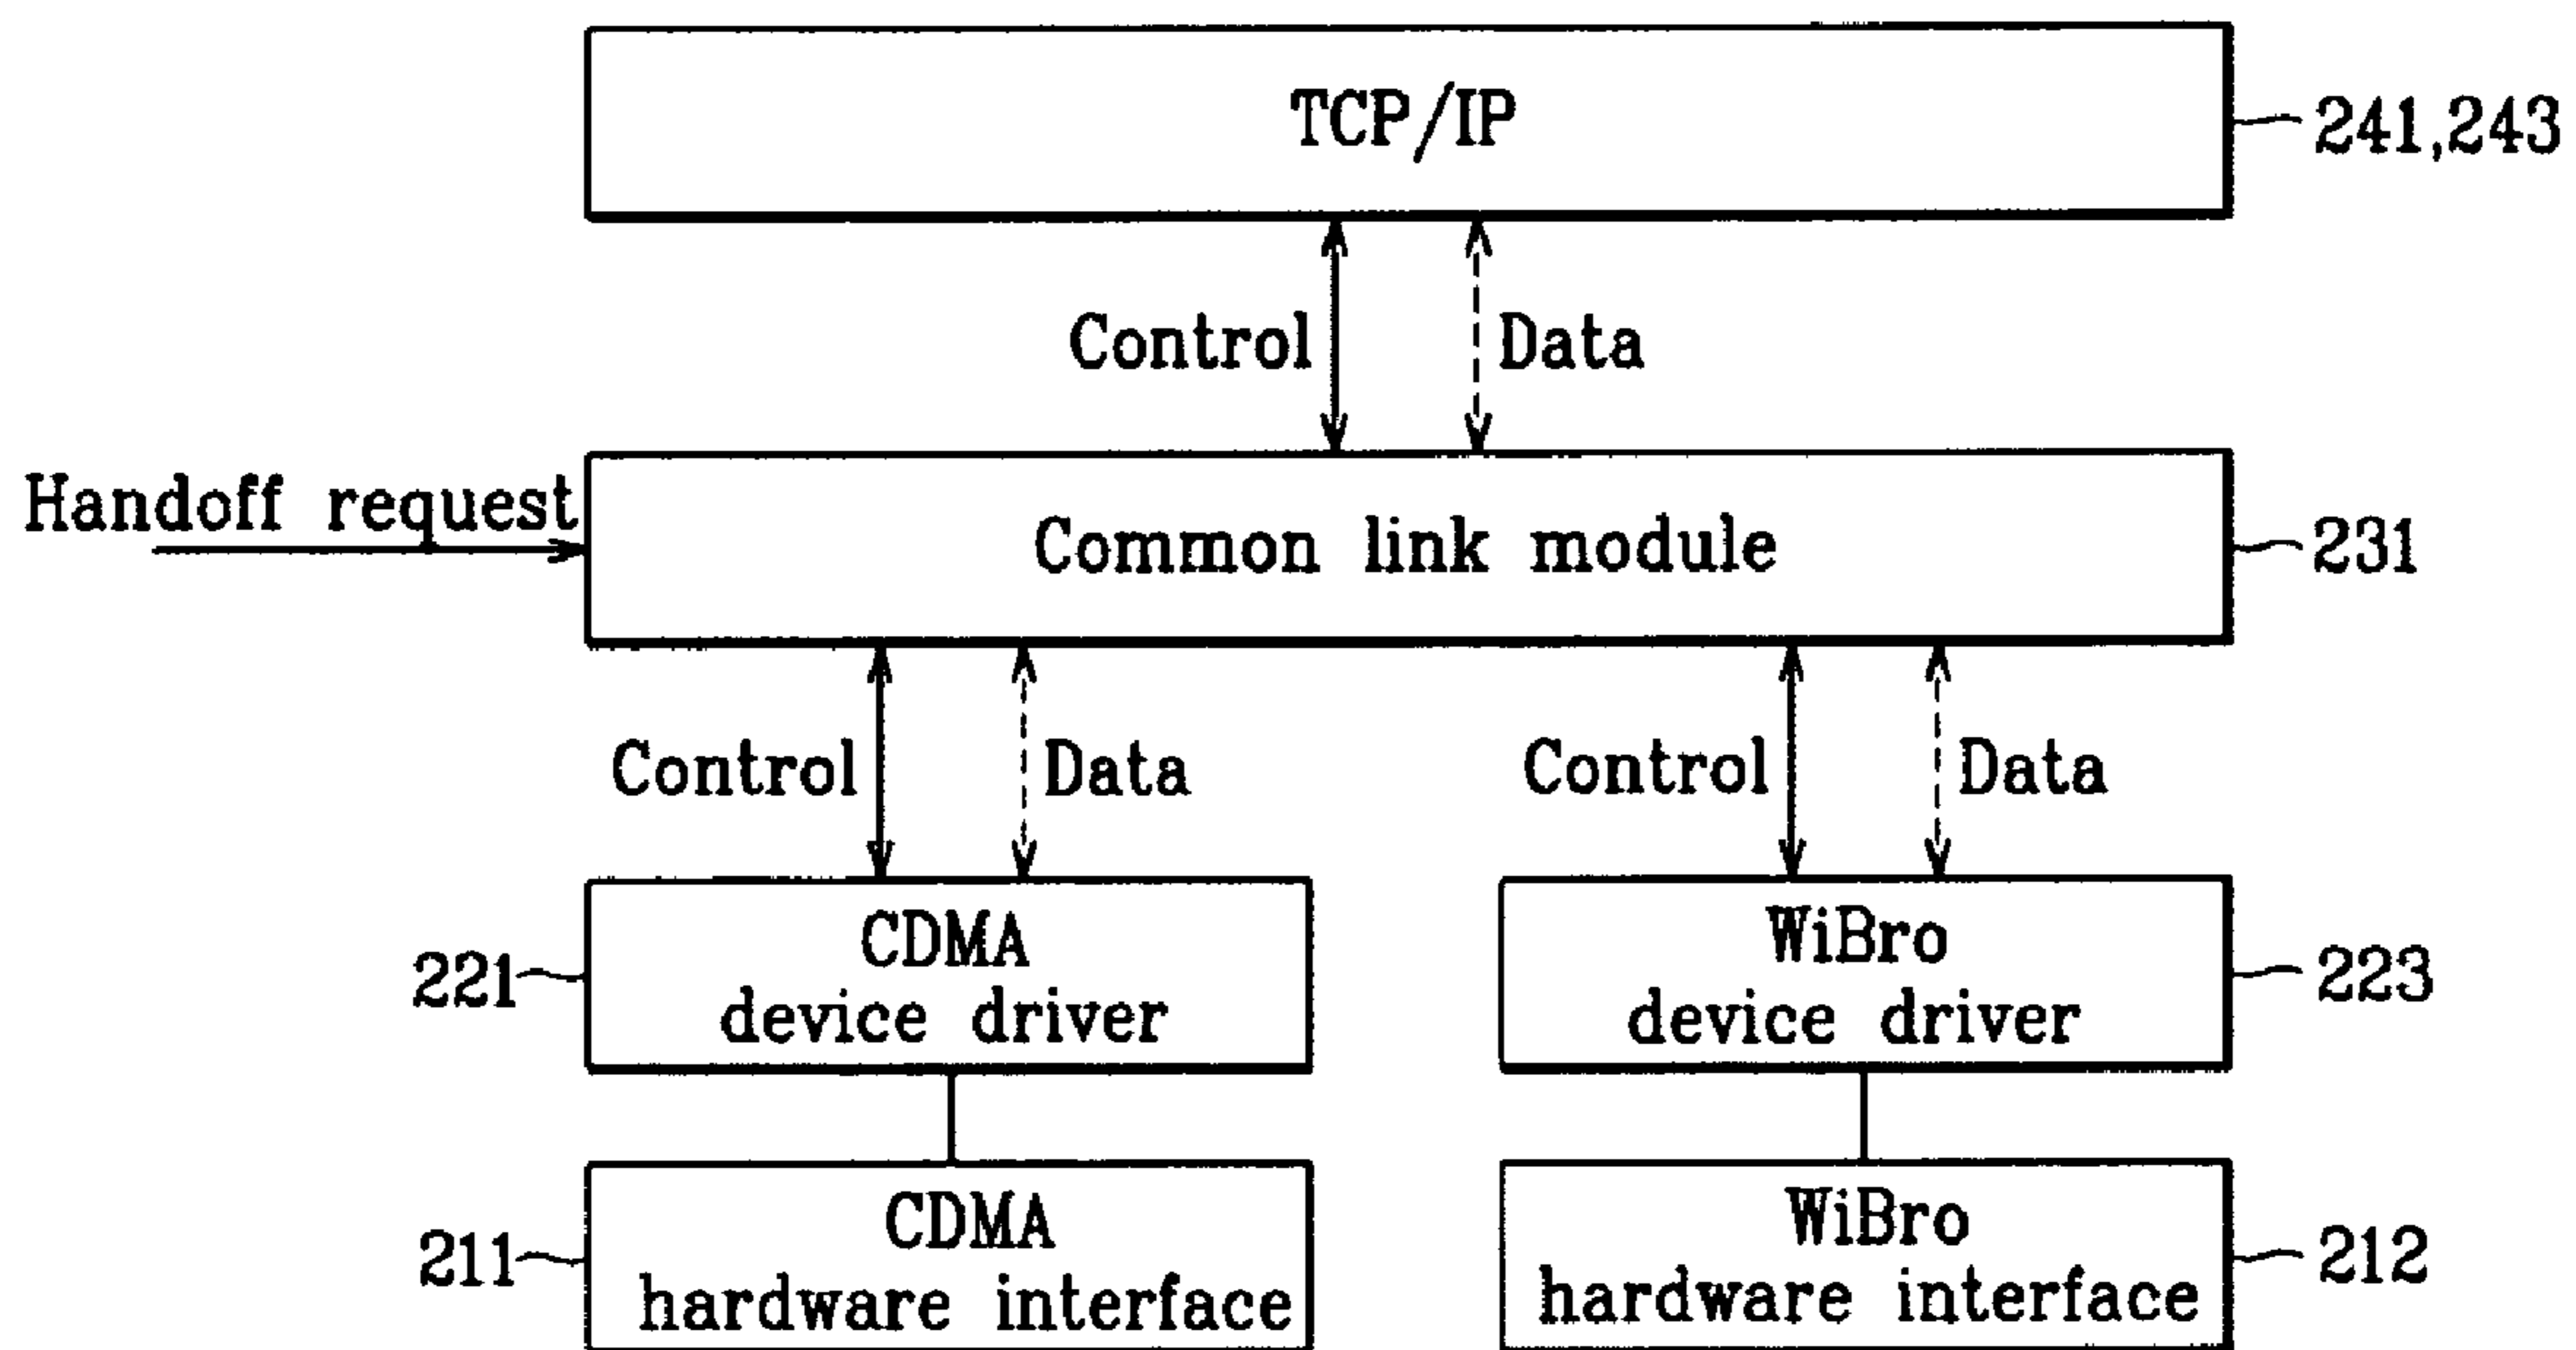 TCP/IP
241,243
Control
Data
Handoff request
Common link module
231
Control
Data
Control
Data
221
CDMA
device driver
WiBro
device driver
223
211
CDMA
hardware interface
WiBro
hardware interface
212